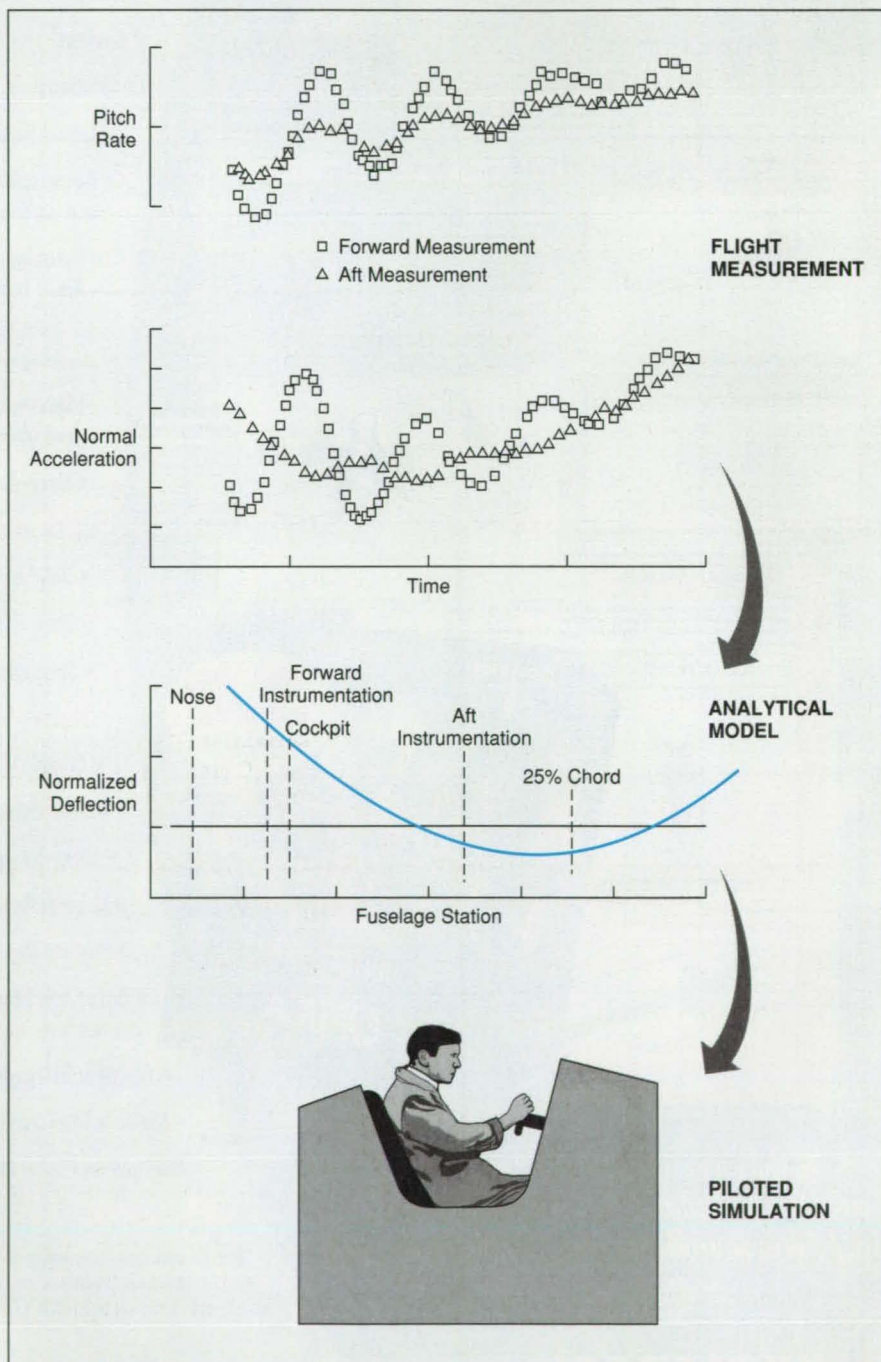 Pitch
Rate
□ Forward Measurement
△ Aft Measurement
FLIGHT
MEASUREMENT
Normal
Acceleration
Time
Nose
Forward
Instrumentation
Cockpit
Aft
Instrumentation
25% Chord
ANALYTICAL
MODEL
Normalized
Deflection
Fuselage Station
PILOTED
SIMULATION